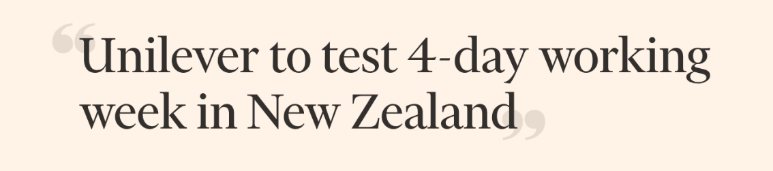 “Unilever to test 4-day working
week in New Zealand”